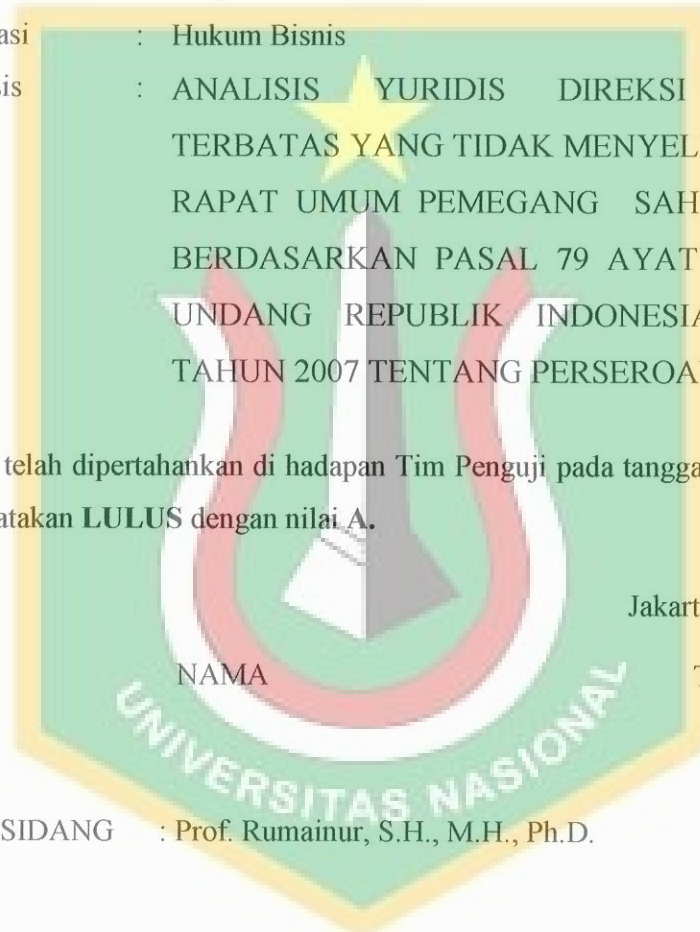 asi : Hukum Bisnis
is : ANALISIS YURIDIS DIREKSI
TERBATAS YANG TIDAK MENYEL
RAPAT UMUM PEMEGANG SAH
BERDASARKAN PASAL 79 AYAT
UNDANG REPUBLIK INDONESIA
TAHUN 2007 TENTANG PERSEROA
telah dipertahankan di hadapan Tim Penguji pada tangga
atakan LULUS dengan nilai A.
Jakart
NAMA
SIDANG : Prof. Rumainur, S.H., M.H., Ph.D.
UNIVERSITAS NASIONAL